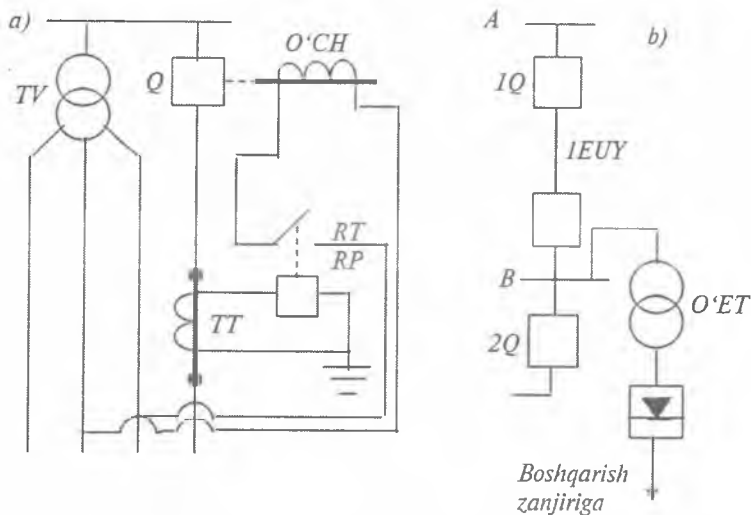 a)
O'CH
A
b)
TV
Q
1Q
1EUY
RT
RP
B
TT
O'ET
2Q
Boshqarish
zanjiriga